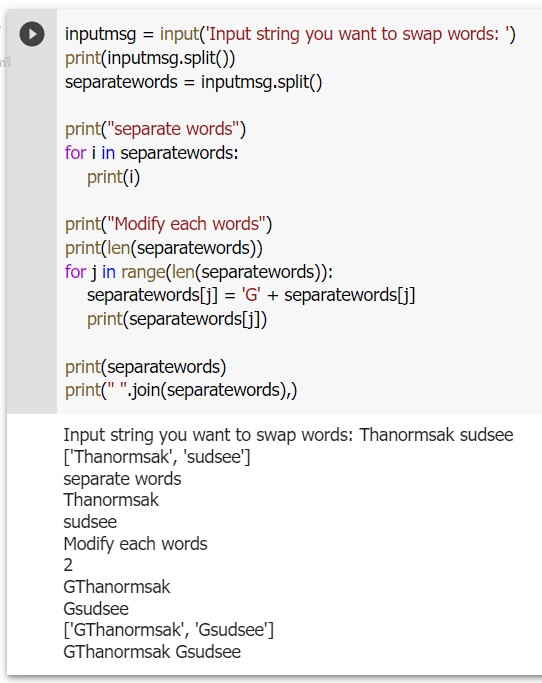 inputmsg = input('Input string you want to swap words: ')
print(inputmsg.split())
separatewords = inputmsg.split()
print("separate words")
for i in separatewords:
print(i)
print("Modify each words")
print(len(separatewords))
for j in range(len(separatewords)):
separatewords[j] = 'G' + separatewords[j]
print(separatewords[j])
print(separatewords)
print(" ".join(separatewords),)
Input string you want to swap words: Thanormsak sudsee
['Thanormsak', 'sudsee']
separate words
Thanormsak
sudsee
Modify each words
2
GThanormsak
Gsudsee
['GThanormsak', 'Gsudsee']
GThanormsak Gsudsee